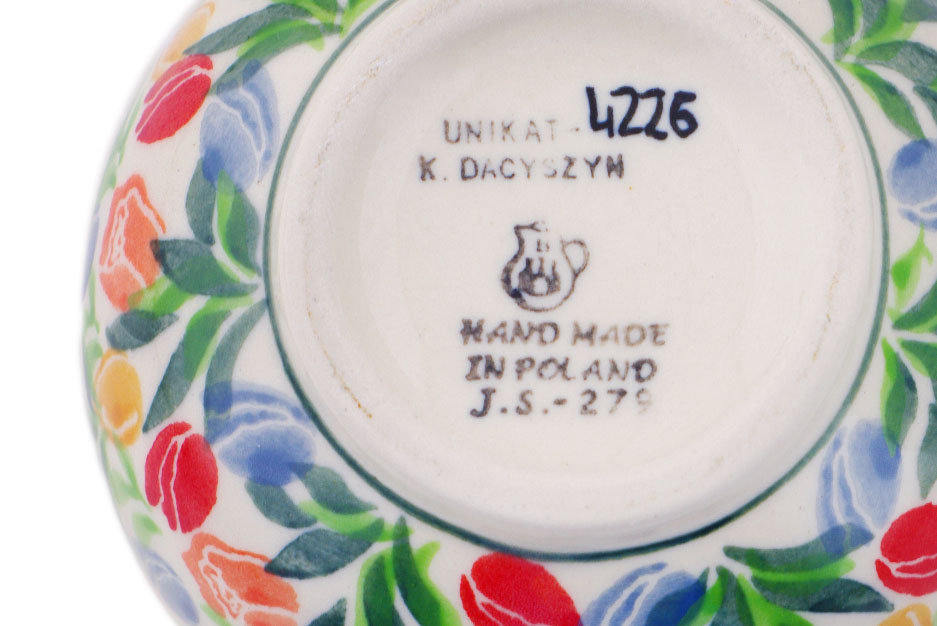 UNIKAT - 4226
K. DACYSZYN
HAND MADE
IN POLAND
J.S.-279